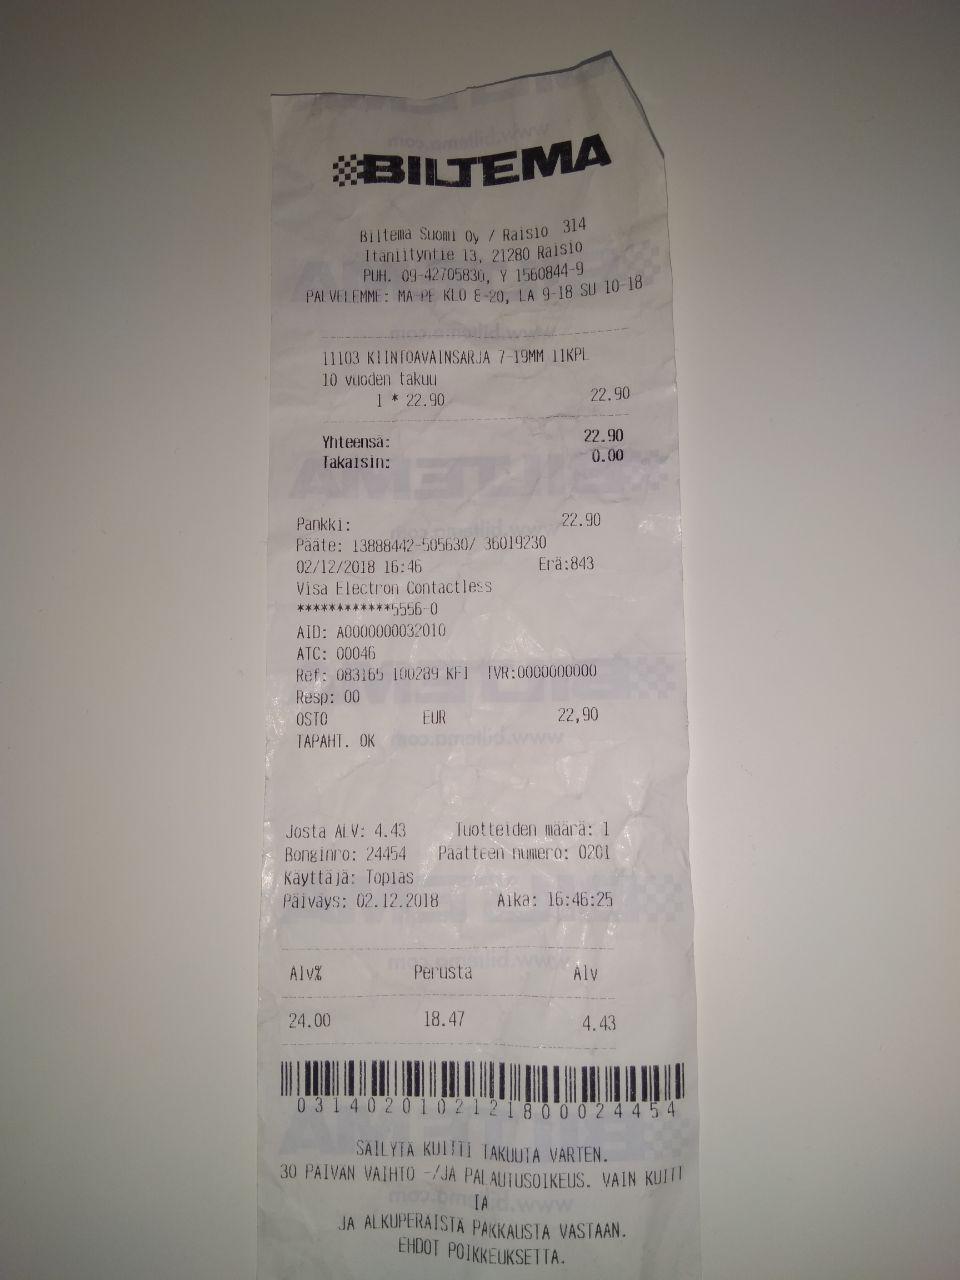 BILTEMA
Biltema Suomi Oy / Raisio 314
Itäniityntie 13, 21280 Raisio
PUH. 09-42705830, Y 1560844-9
PALVELEMME: MA-PE KLO 8-20, LA 9-18 SU 10-18
11103 KIINTOAVAINSARJA 7-19MM 11KPL
10 vuoden takuu
1 * 22.90 22.90
Yhteensä: 22.90
Takaisin: 0.00
Pankki: 22.90
Pääte: 13888442-505630/ 36019230
02/12/2018 16:46 Erä:843
Visa Electron Contactless
************5556-0
AID: A0000000032010
ATC: 00046
Ref: 083165 100289 KF1 TVR:0000000000
Resp: 00
OSTO EUR 22,90
TAPAHT. OK
Josta ALV: 4.43 Tuotteiden määrä: 1
Bonginro: 24454 Päätteen numero: 0201
Käyttäjä: Topias
Päiväys: 02.12.2018 Aika: 16:46:25
Alv% Perusta Alv
24.00 18.47 4.43
0314020102121800024454
SÄILYTÄ KUITTI TAKUUTA VARTEN.
30 PÄIVÄN VAIHTO -/JA PALAUTUSOIKEUS. VAIN KUITT
IA
JA ALKUPERÄISTÄ PAKKAUSTA VASTAAN.
EHDOT POIKKEUKSETTA.